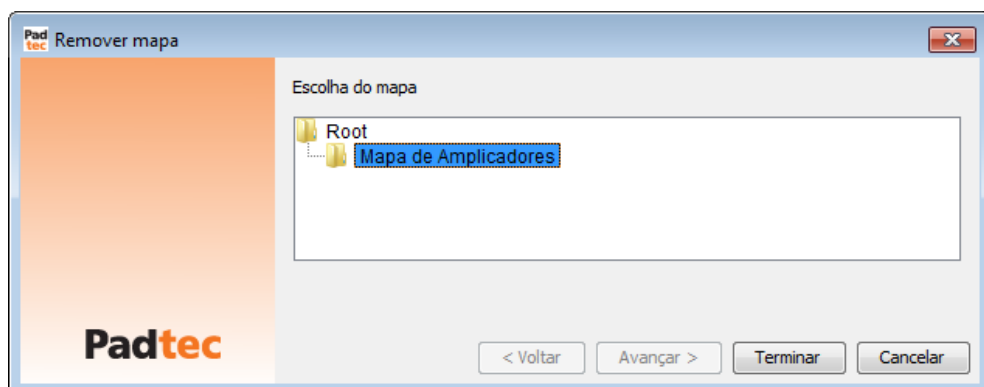 Pad
tec Remover mapa
Escolha do mapa
Root
Mapa de Amplicadores
Padtec
< Voltar Avançar > Terminar Cancelar